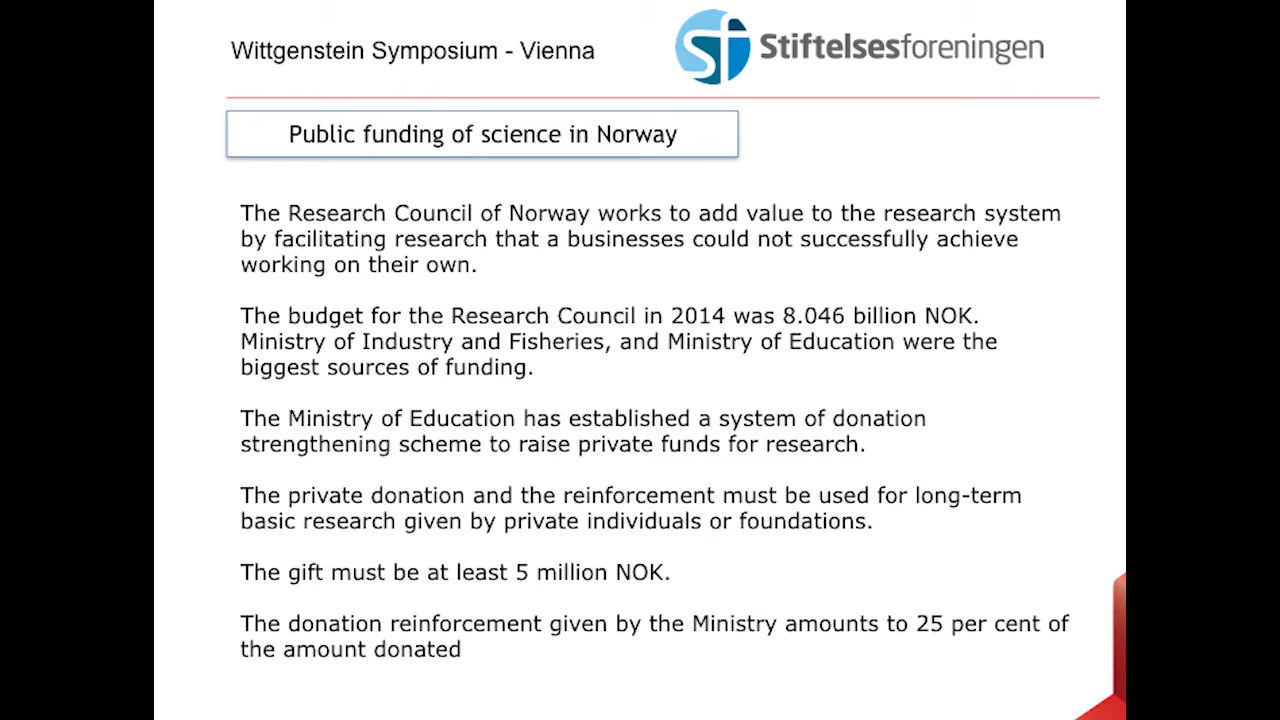 Wittgenstein Symposium - Vienna
sf Stiftelsesforeningen
Public funding of science in Norway
The Research Council of Norway works to add value to the research system
by facilitating research that a businesses could not successfully achieve
working on their own.
The budget for the Research Council in 2014 was 8.046 billion NOK.
Ministry of Industry and Fisheries, and Ministry of Education were the
biggest sources of funding.
The Ministry of Education has established a system of donation
strengthening scheme to raise private funds for research.
The private donation and the reinforcement must be used for long-term
basic research given by private individuals or foundations.
The gift must be at least 5 million NOK.
The donation reinforcement given by the Ministry amounts to 25 per cent of
the amount donated